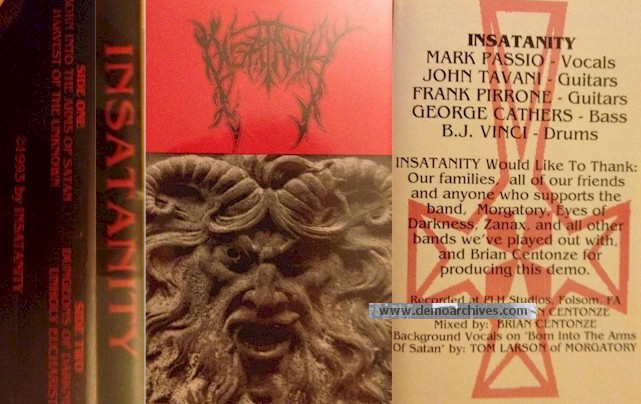 SIDE ONE
BORN INTO THE ARMS OF SATAN
HARVEST OF THE UNKNOWN
©1993 by INSATANITY
SIDE TWO
DUNGEONS OF DARKNESS
UNHOLY EUCHARIST
INSATANITY
INSATANITY
INSATANITY
MARK PASSIO - Vocals
JOHN TAVANI - Guitars
FRANK PIRRONE - Guitars
GEORGE CATHERS - Bass
B.J. VINCI - Drums
INSATANITY Would Like To Thank:
Our families, all of our friends
and anyone who supports the
band, Morgatory, Eyes of
Darkness, Zanax, and all other
bands we've played out with,
and Brian Centonze for
producing this demo.
Recorded at PLH Studios, Folsom, PA
www.demoarchives.com
CENTONZE
Mixed by: BRIAN CENTONZE
Background Vocals on "Born Into The Arms
Of Satan" by: TOM LARSON of MORGATORY